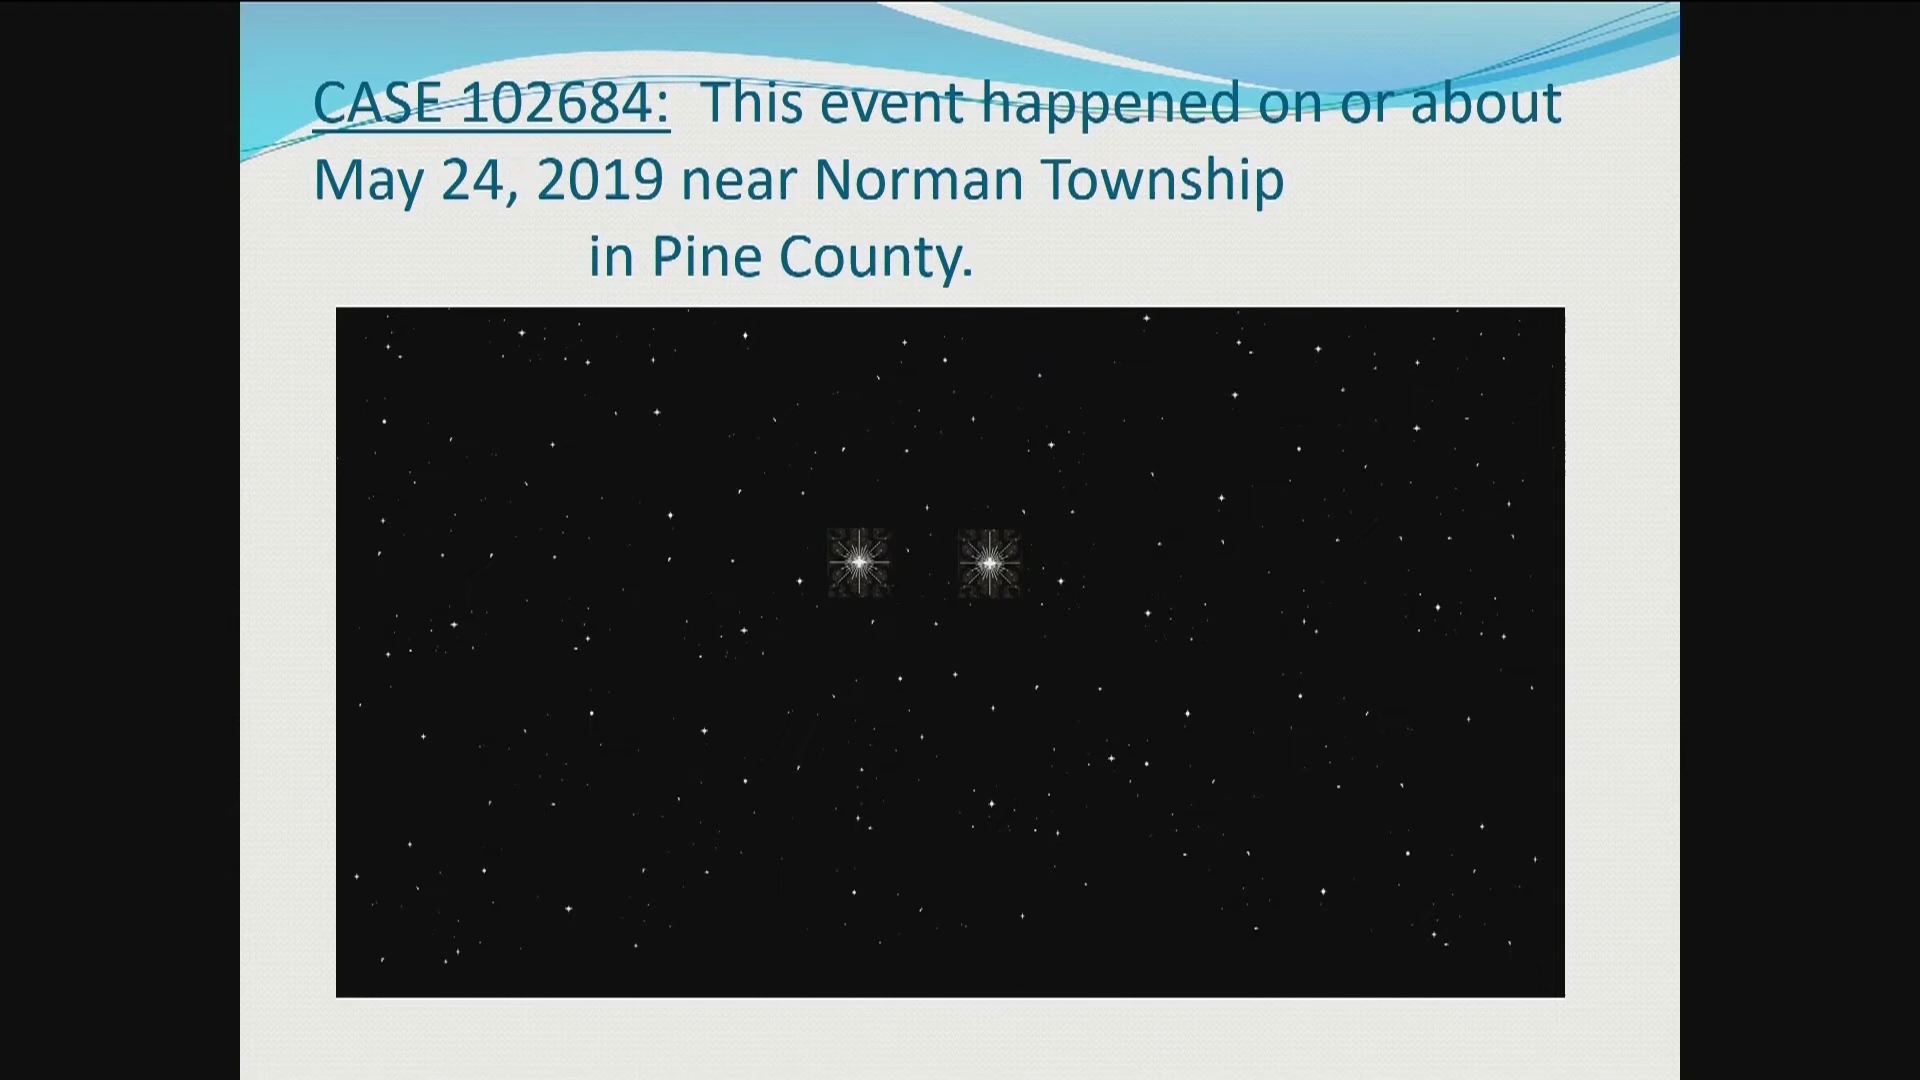 CASE 102684: This event happened on or about
May 24, 2019 near Norman Township
in Pine County.